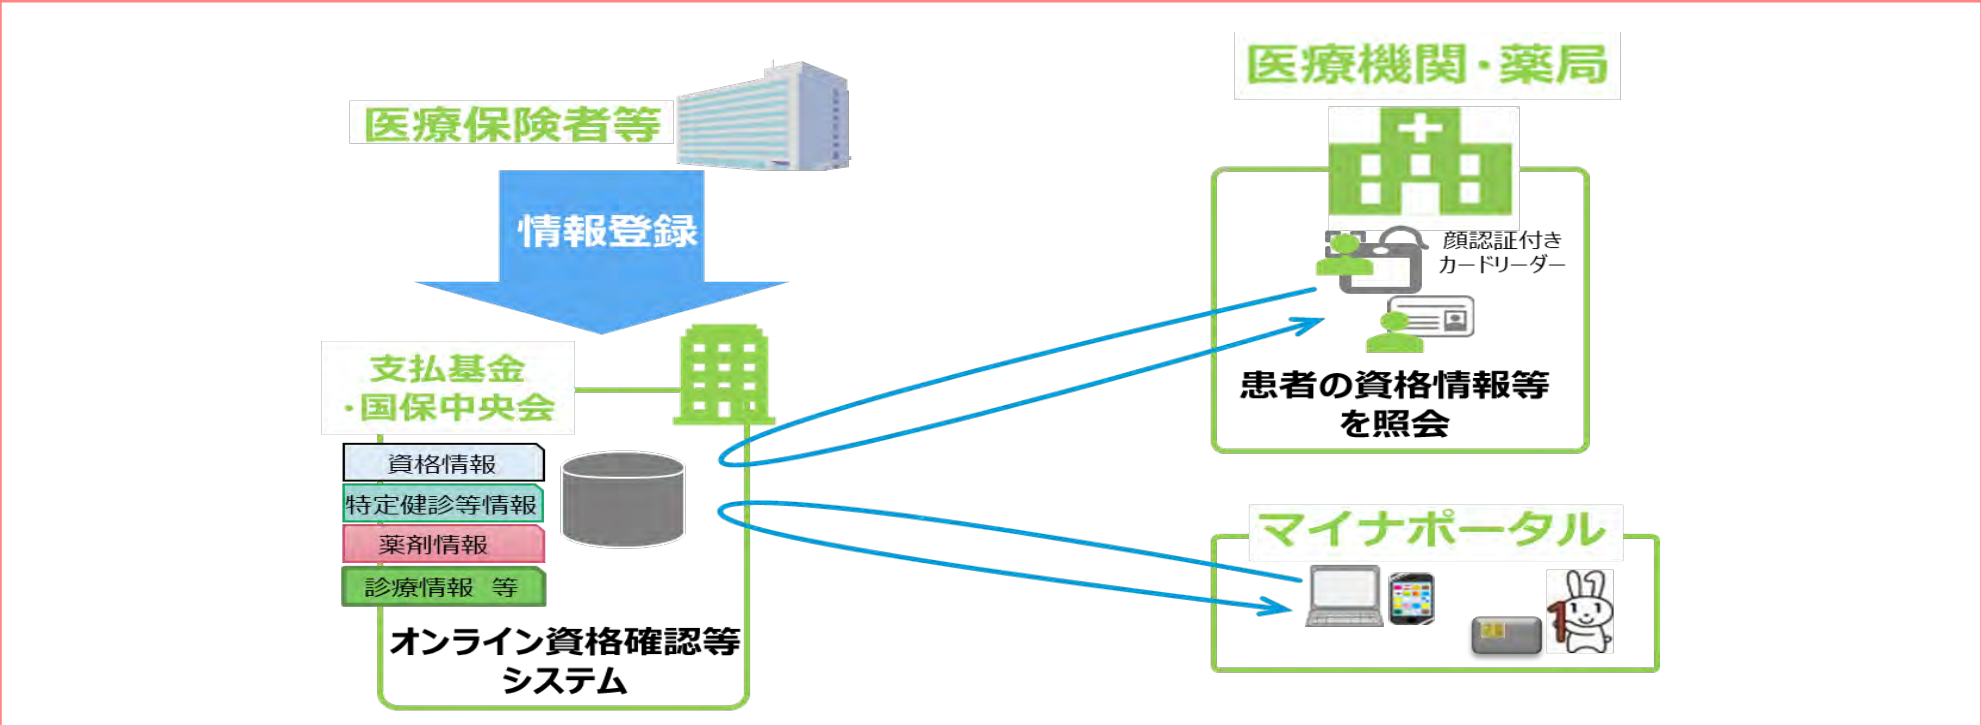 医療保険者等
情報登録
支払基金
・国保中央会
資格情報
特定健診等情報
薬剤情報
診療情報 等
オンライン資格確認等
システム
医療機関・薬局
顔認証付き
カードリーダー
患者の資格情報等
を照会
マイナポータル
1